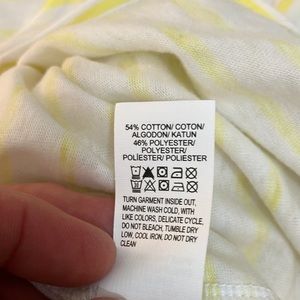 54% COTTON/ COTON/
ALGODON/ KATUN
46% POLYESTER/
POLYESTER/
POLIESTER/ POLIESTER
TURN GARMENT INSIDE OUT,
MACHINE WASH COLD, WITH
LIKE COLORS, DELICATE CYCLE,
DO NOT BLEACH, TUMBLE DRY
LOW, COOL IRON, DO NOT DRY
CLEAN